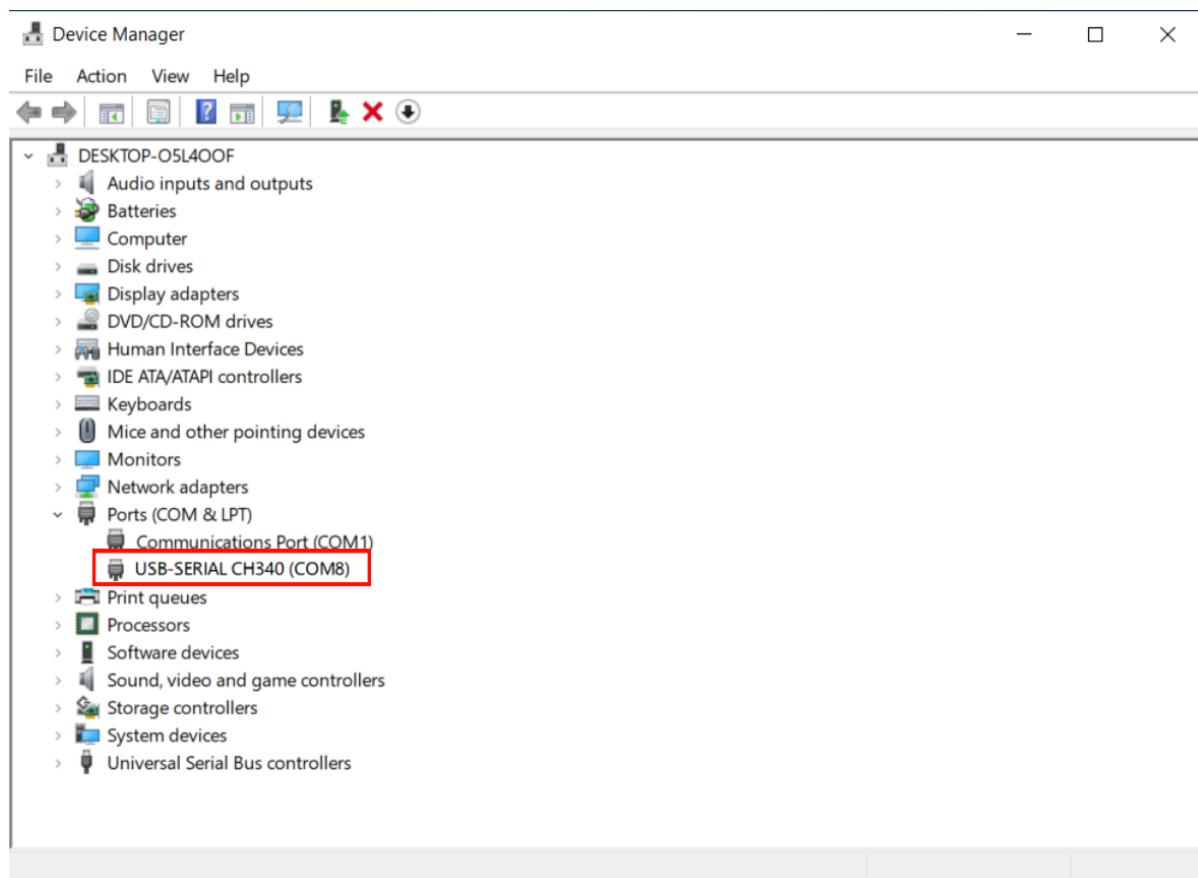 Device Manager
File Action View Help
DESKTOP-O5L4OOF
Audio inputs and outputs
Batteries
Computer
Disk drives
Display adapters
DVD/CD-ROM drives
Human Interface Devices
IDE ATA/ATAPI controllers
Keyboards
Mice and other pointing devices
Monitors
Network adapters
Ports (COM & LPT)
Communications Port (COM1)
USB-SERIAL CH340 (COM8)
Print queues
Processors
Software devices
Sound, video and game controllers
Storage controllers
System devices
Universal Serial Bus controllers